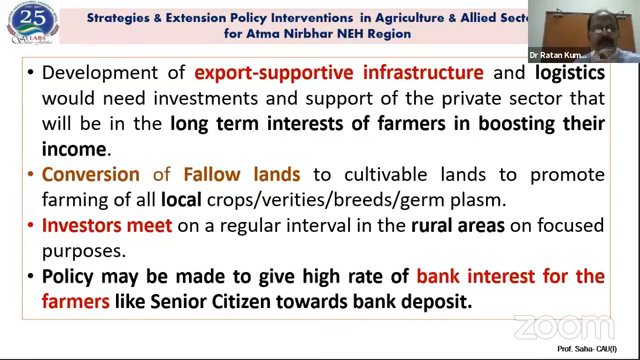 25
YEARS
Strategies & Extension Policy Interventions in Agriculture & Allied Secto
for Atma Nirbhar NEH Region
Dr Ratan Kum...
• Development of export-supportive infrastructure and logistics
would need investments and support of the private sector that
will be in the long term interests of farmers in boosting their
income.
• Conversion of Fallow lands to cultivable lands to promote
farming of all local crops/verities/breeds/germ plasm.
• Investors meet on a regular interval in the rural areas on focused
purposes.
• Policy may be made to give high rate of bank interest for the
farmers like Senior Citizen towards bank deposit.
zoom
Prof. Saha- CAU(I)